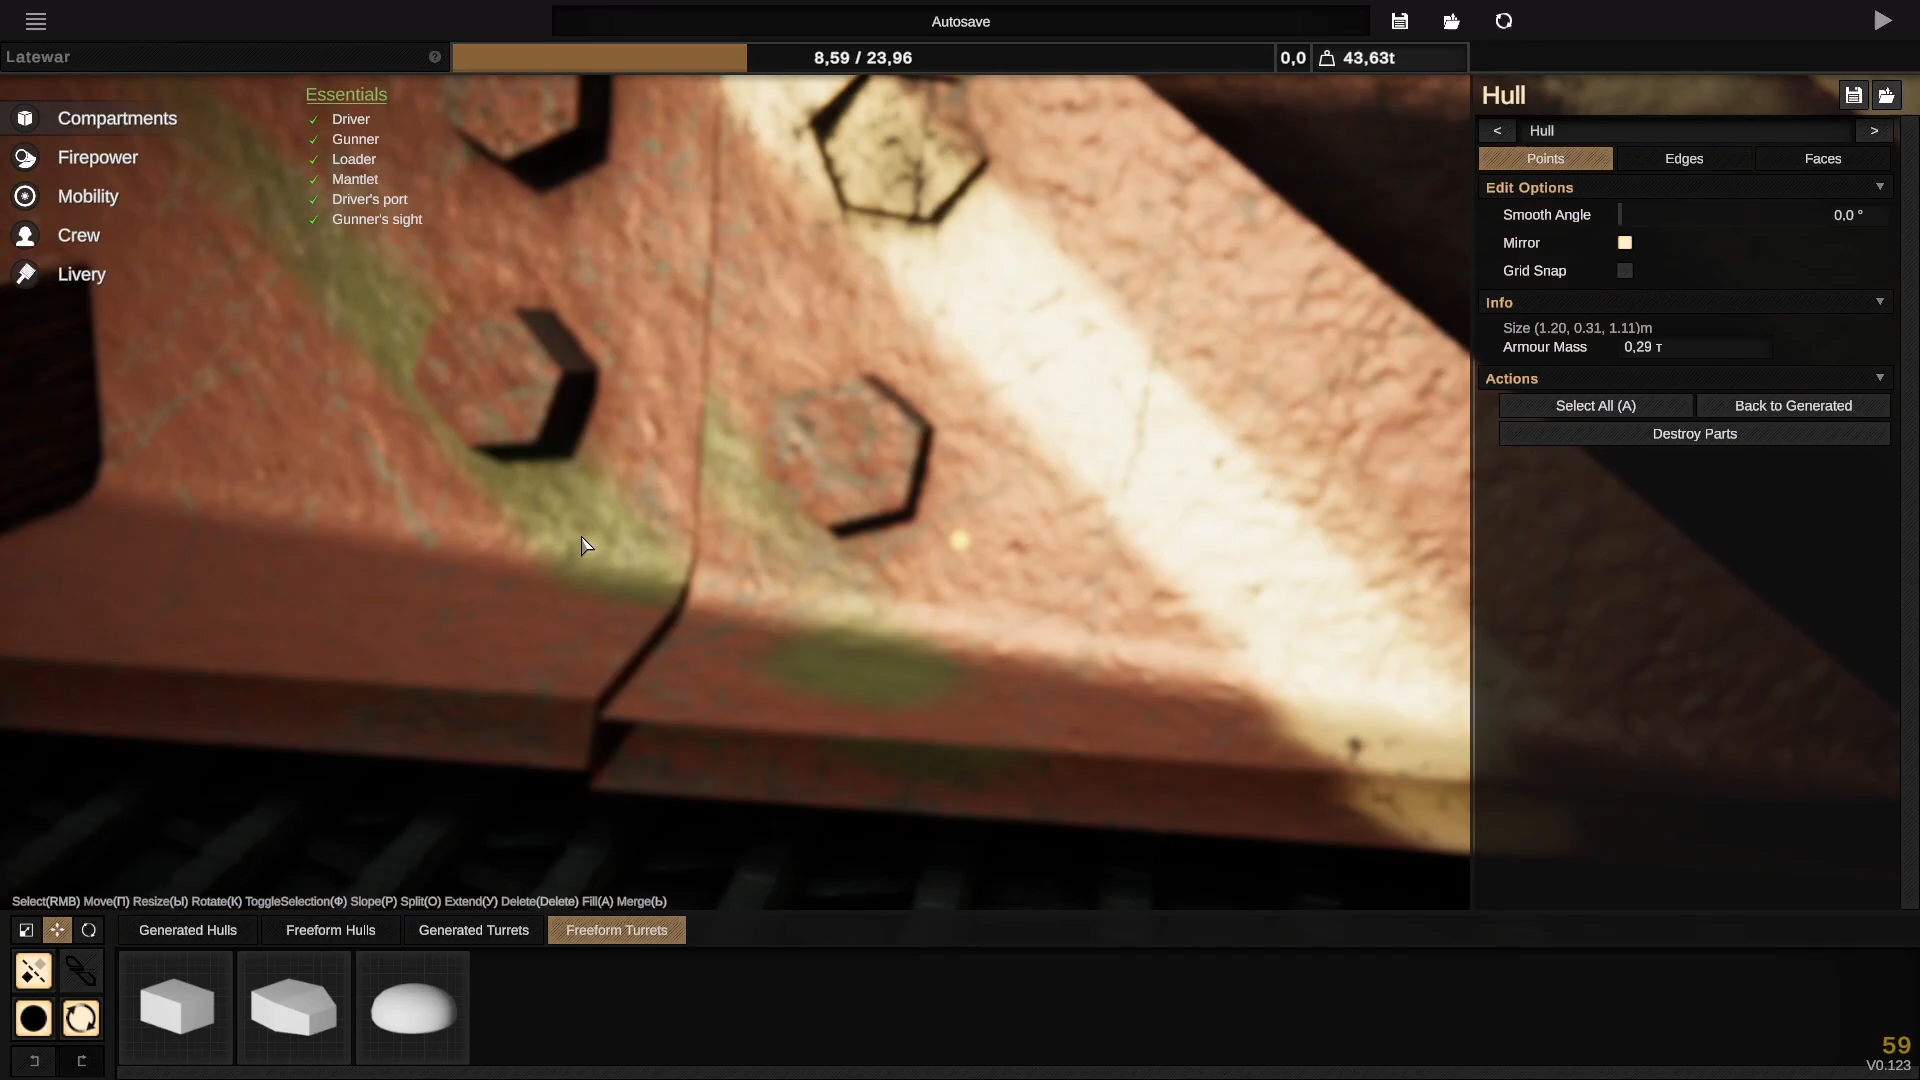 Autosave
Latewar
?
8,59 / 23,96
0,0
43,63t
Compartments
Firepower
Mobility
Crew
Livery
Essentials
✓ Driver
✓ Gunner
✓ Loader
✓ Mantlet
✓ Driver's port
✓ Gunner's sight
Hull
< Hull >
Points Edges Faces
Edit Options
Smooth Angle 0.0 °
Mirror
Grid Snap
Info
Size (1.20, 0.31, 1.11)m
Armour Mass 0,29 т
Actions
Select All (A) Back to Generated
Destroy Parts
Select(RMB) Move(П) Resize(Ы) Rotate(К) ToggleSelection(Ф) Slope(Р) Split(О) Extend(У) Delete(Delete) Fill(А) Merge(Ь)
Generated Hulls Freeform Hulls Generated Turrets Freeform Turrets
59
V0.123